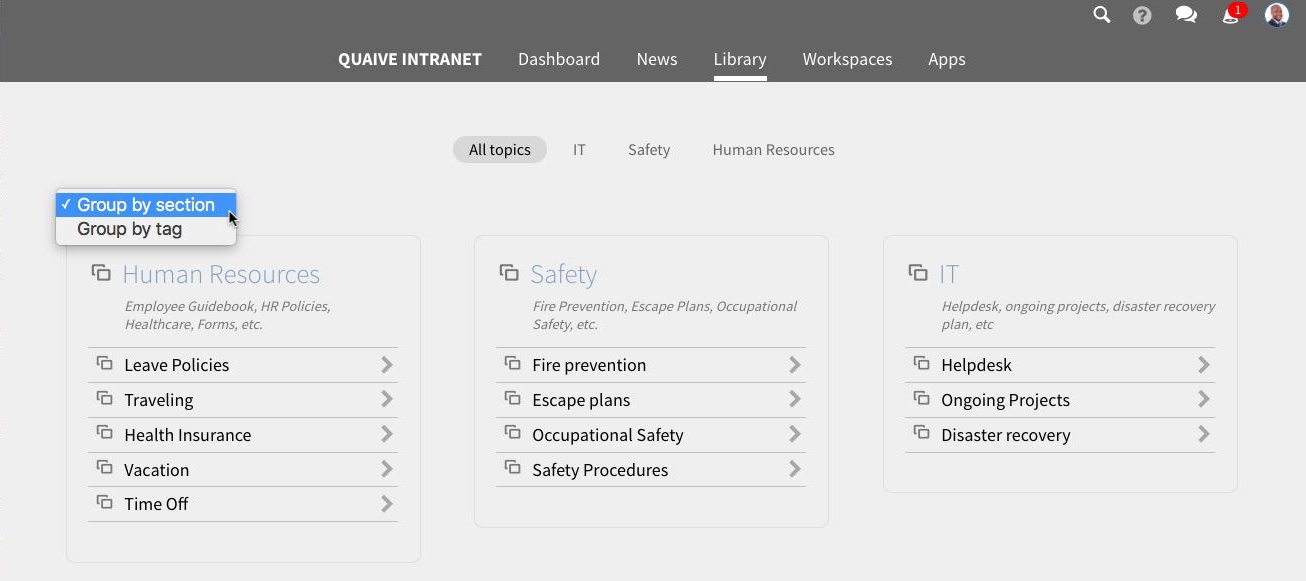 1
QUAIVE INTRANET Dashboard News Library Workspaces Apps
All topics IT Safety Human Resources
✓ Group by section
Group by tag
Human Resources
Employee Guidebook, HR Policies,
Healthcare, Forms, etc.
Leave Policies
Traveling
Health Insurance
Vacation
Time Off
Safety
Fire Prevention, Escape Plans, Occupational
Safety, etc.
Fire prevention
Escape plans
Occupational Safety
Safety Procedures
IT
Helpdesk, ongoing projects, disaster recovery
plan, etc
Helpdesk
Ongoing Projects
Disaster recovery